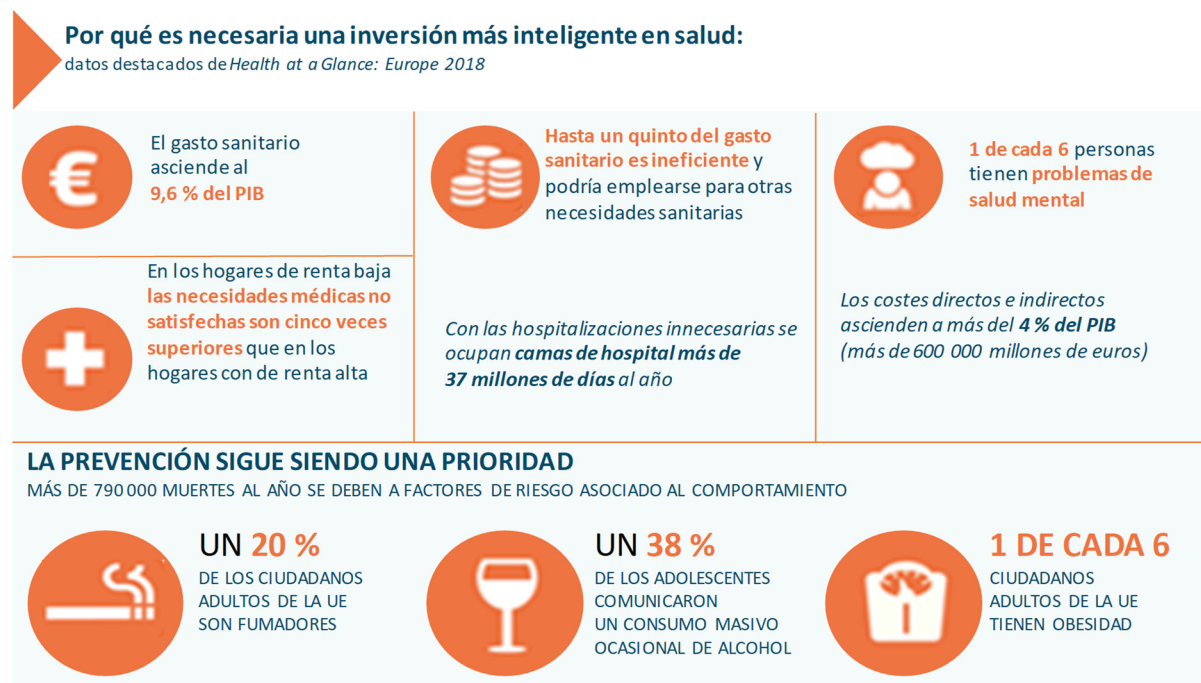 Por qué es necesaria una inversión más inteligente en salud:
datos destacados de Health at a Glance: Europe 2018
€
El gasto sanitario
asciende al
9,6 % del PIB
En los hogares de renta baja
las necesidades médicas no
satisfechas son cinco veces
superiores que en los
hogares con de renta alta
Hasta un quinto del gasto
sanitario es ineficiente y
podría emplearse para otras
necesidades sanitarias
Con las hospitalizaciones innecesarias se
ocupan camas de hospital más de
37 millones de días al año
1 de cada 6 personas
tienen problemas de
salud mental
Los costes directos e indirectos
ascienden a más del 4 % del PIB
(más de 600 000 millones de euros)
LA PREVENCIÓN SIGUE SIENDO UNA PRIORIDAD
MÁS DE 790 000 MUERTES AL AÑO SE DEBEN A FACTORES DE RIESGO ASOCIADO AL COMPORTAMIENTO
UN 20 %
DE LOS CIUDADANOS
ADULTOS DE LA UE
SON FUMADORES
UN 38 %
DE LOS ADOLESCENTES
COMUNICARON
UN CONSUMO MASIVO
OCASIONAL DE ALCOHOL
1 DE CADA 6
CIUDADANOS
ADULTOS DE LA UE
TIENEN OBESIDAD